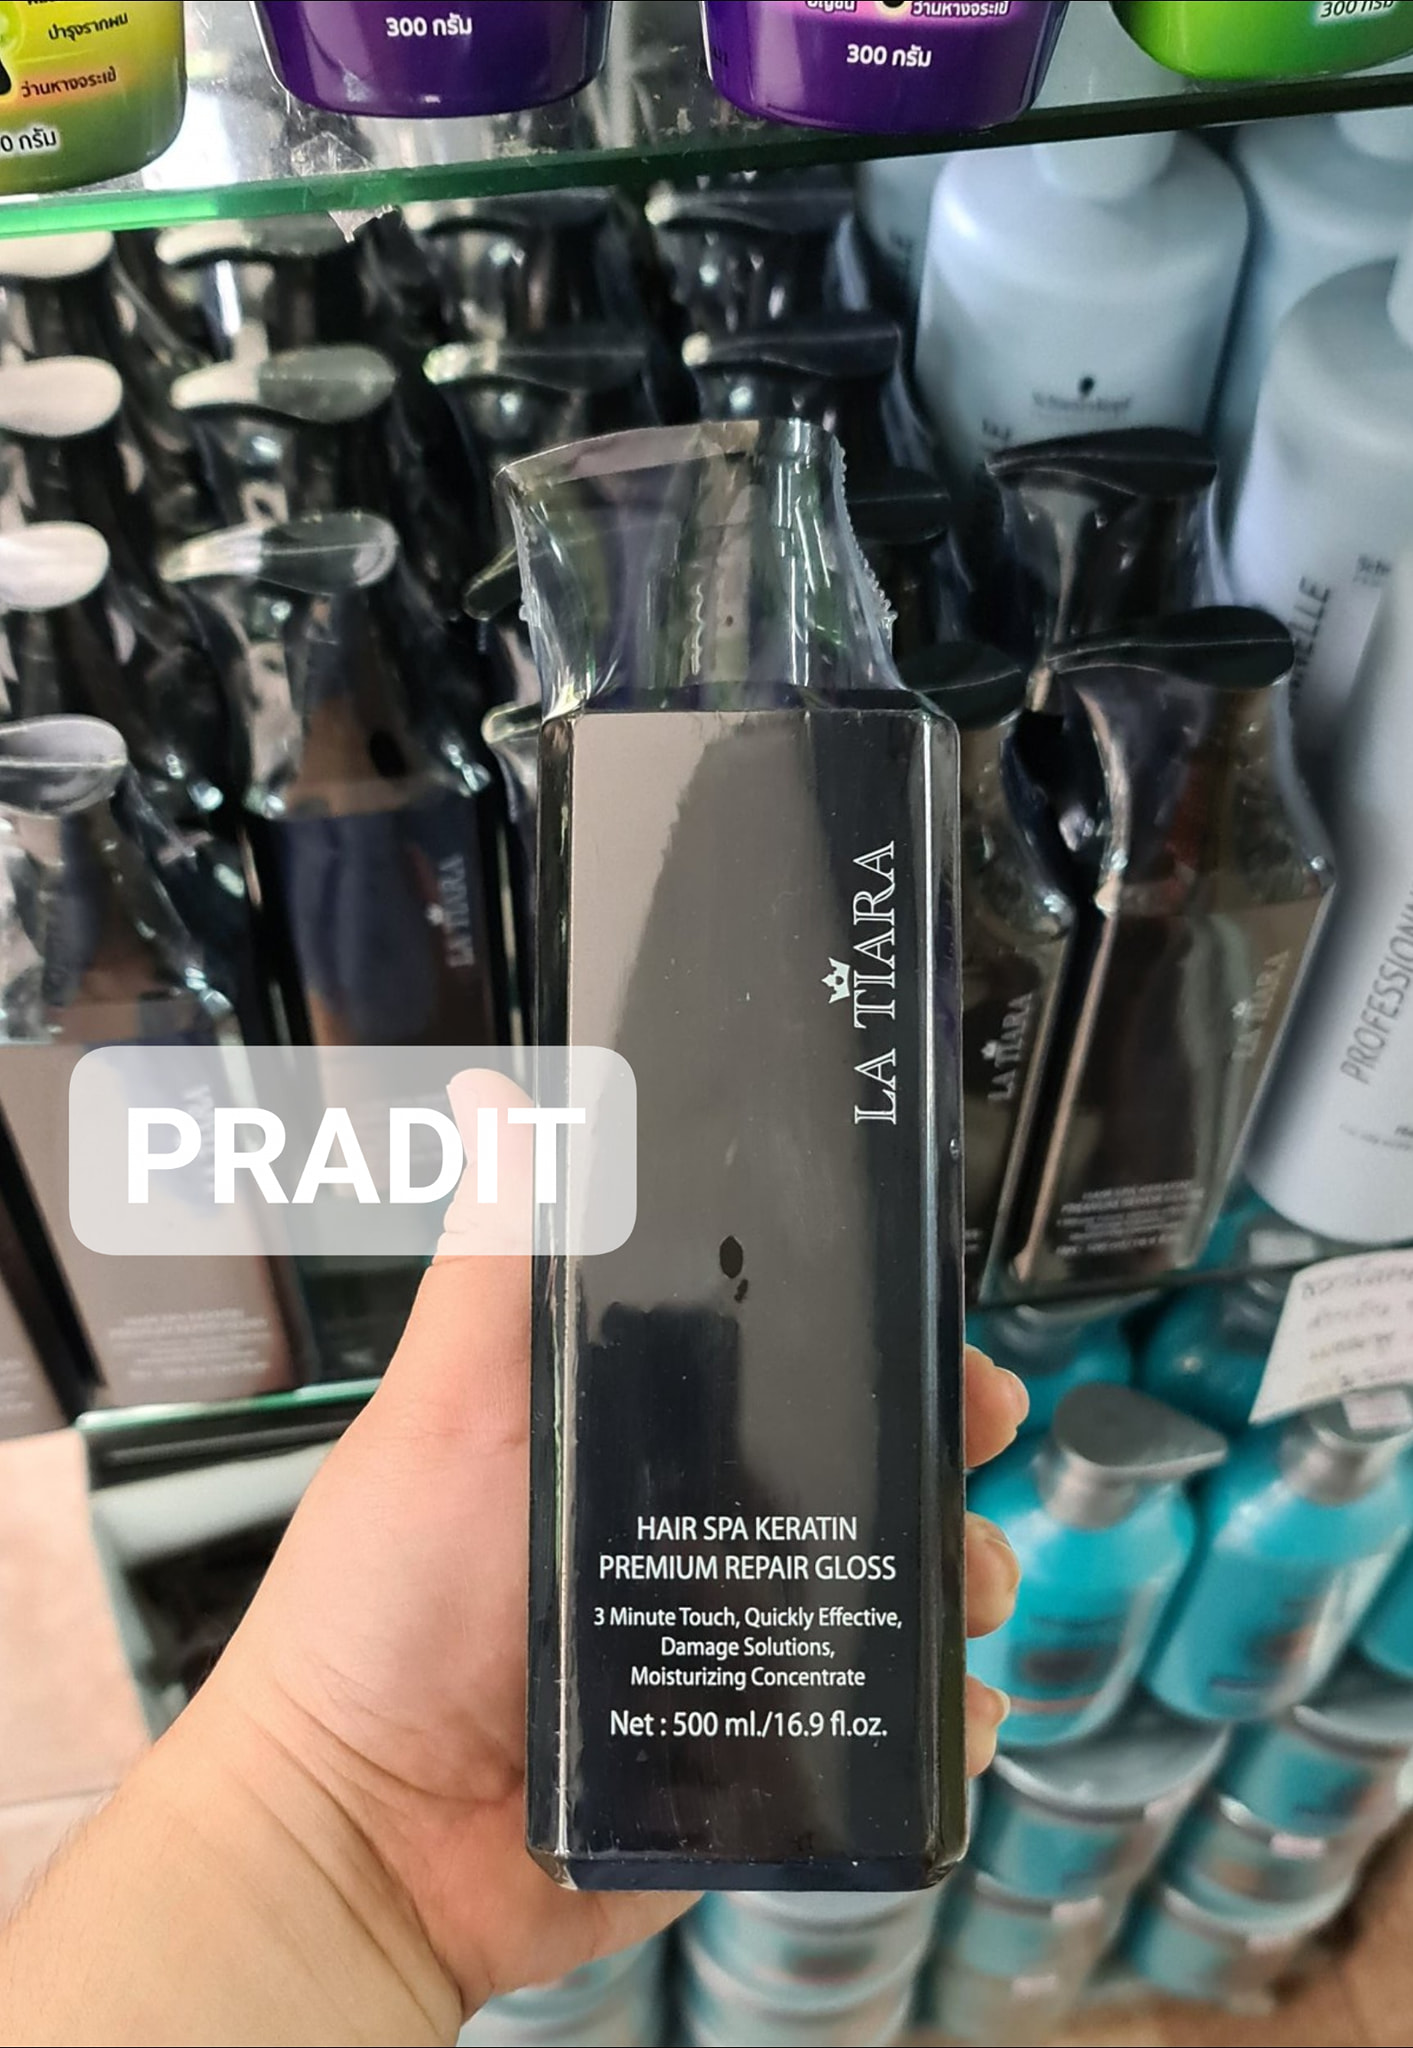 บำรุงรากผม
ว่านหางจระเข้
0 กรัม
300 กรัม
ว่านหางจระเข้
300 กรัม
300 กรัม
Schwarzkopf
LA TIARA
LA TIARA
LA TIARA
LA TIARA
PROFESSIONN
PRADIT
HAIR SPA KERATIN
PREMIUM REPAIR GLOSS
3 Minute Touch, Quickly Effective,
Damage Solutions,
Moisturizing Concentrate
Net : 500 ml./16.9 fl.oz.